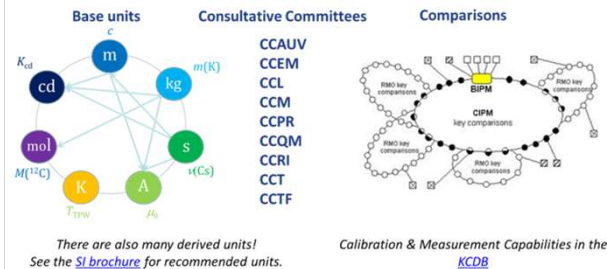 Base units
Consultative Committees
Comparisons
c
m
K_cd
cd
kg
m(K)
mol
s
M(¹²C)
ν(Cs)
K
A
T_TPW
μ₀
CCAUV
CCEM
CCL
CCM
CCPR
CCQM
CCRI
CCT
CCTF
RMO key
comparisons
BIPM
RMO key
comparisons
CIPM
key comparisons
RMO key
comparisons
RMO key
comparisons
There are also many derived units!
See the SI brochure for recommended units.
Calibration & Measurement Capabilities in the
KCDB